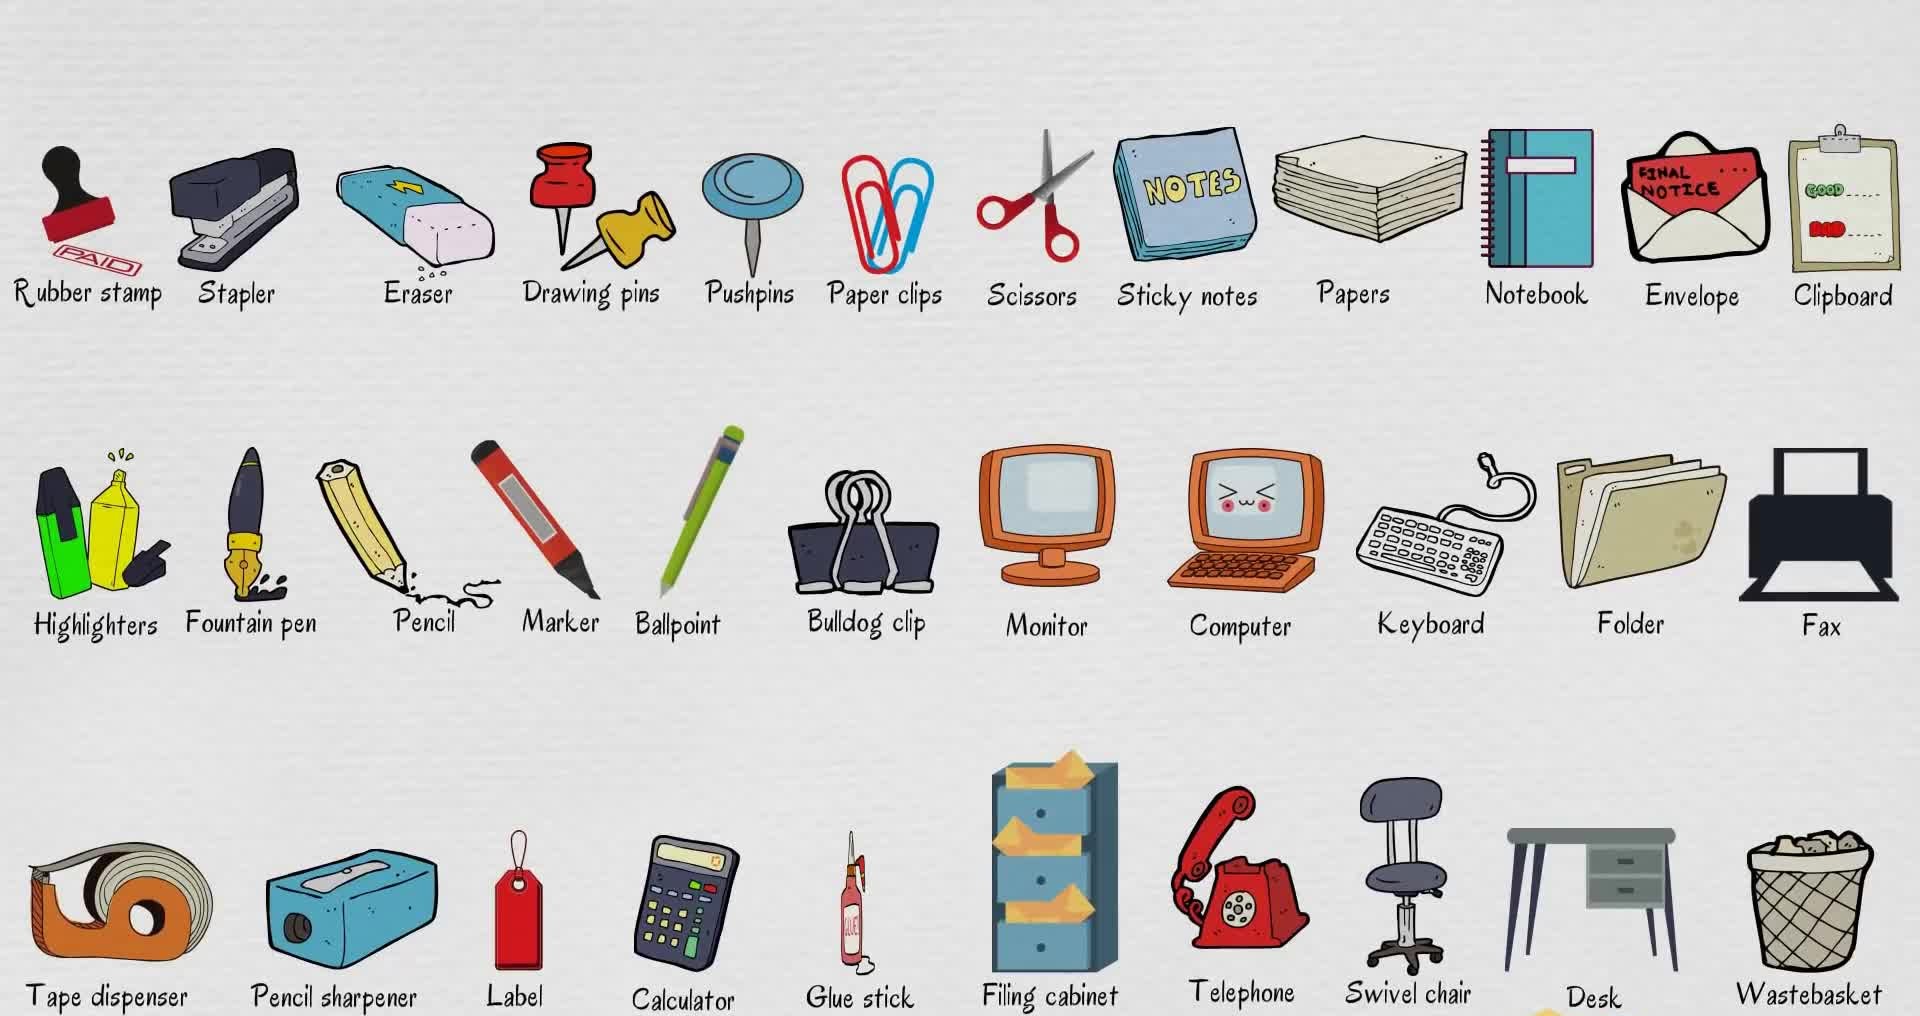 PAID
NOTES
FINAL
NOTICE
GOOD
BAD
Rubber stamp
Stapler
Eraser
Drawing pins
Pushpins
Paper clips
Scissors
Sticky notes
Papers
Notebook
Envelope
Clipboard
Highlighters
Fountain pen
Pencil
Marker
Ballpoint
Bulldog clip
Monitor
Computer
Keyboard
Folder
Fax
GLUE!
Tape dispenser
Pencil sharpener
Label
Calculator
Glue stick
Filing cabinet
Telephone
Swivel chair
Desk
Wastebasket